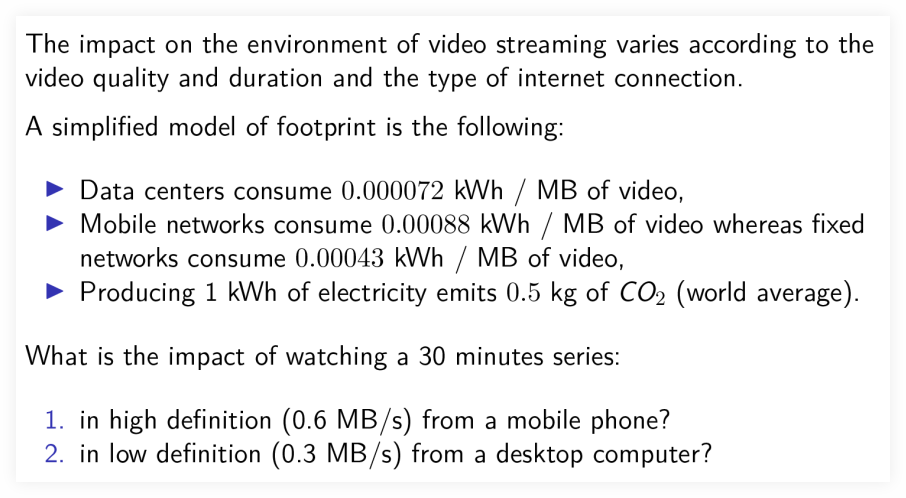 The impact on the environment of video streaming varies according to the
video quality and duration and the type of internet connection.
A simplified model of footprint is the following:
▶ Data centers consume 0.000072 kWh / MB of video,
▶ Mobile networks consume 0.00088 kWh / MB of video whereas fixed
networks consume 0.00043 kWh / MB of video,
▶ Producing 1 kWh of electricity emits 0.5 kg of CO₂ (world average).
What is the impact of watching a 30 minutes series:
1. in high definition (0.6 MB/s) from a mobile phone?
2. in low definition (0.3 MB/s) from a desktop computer?